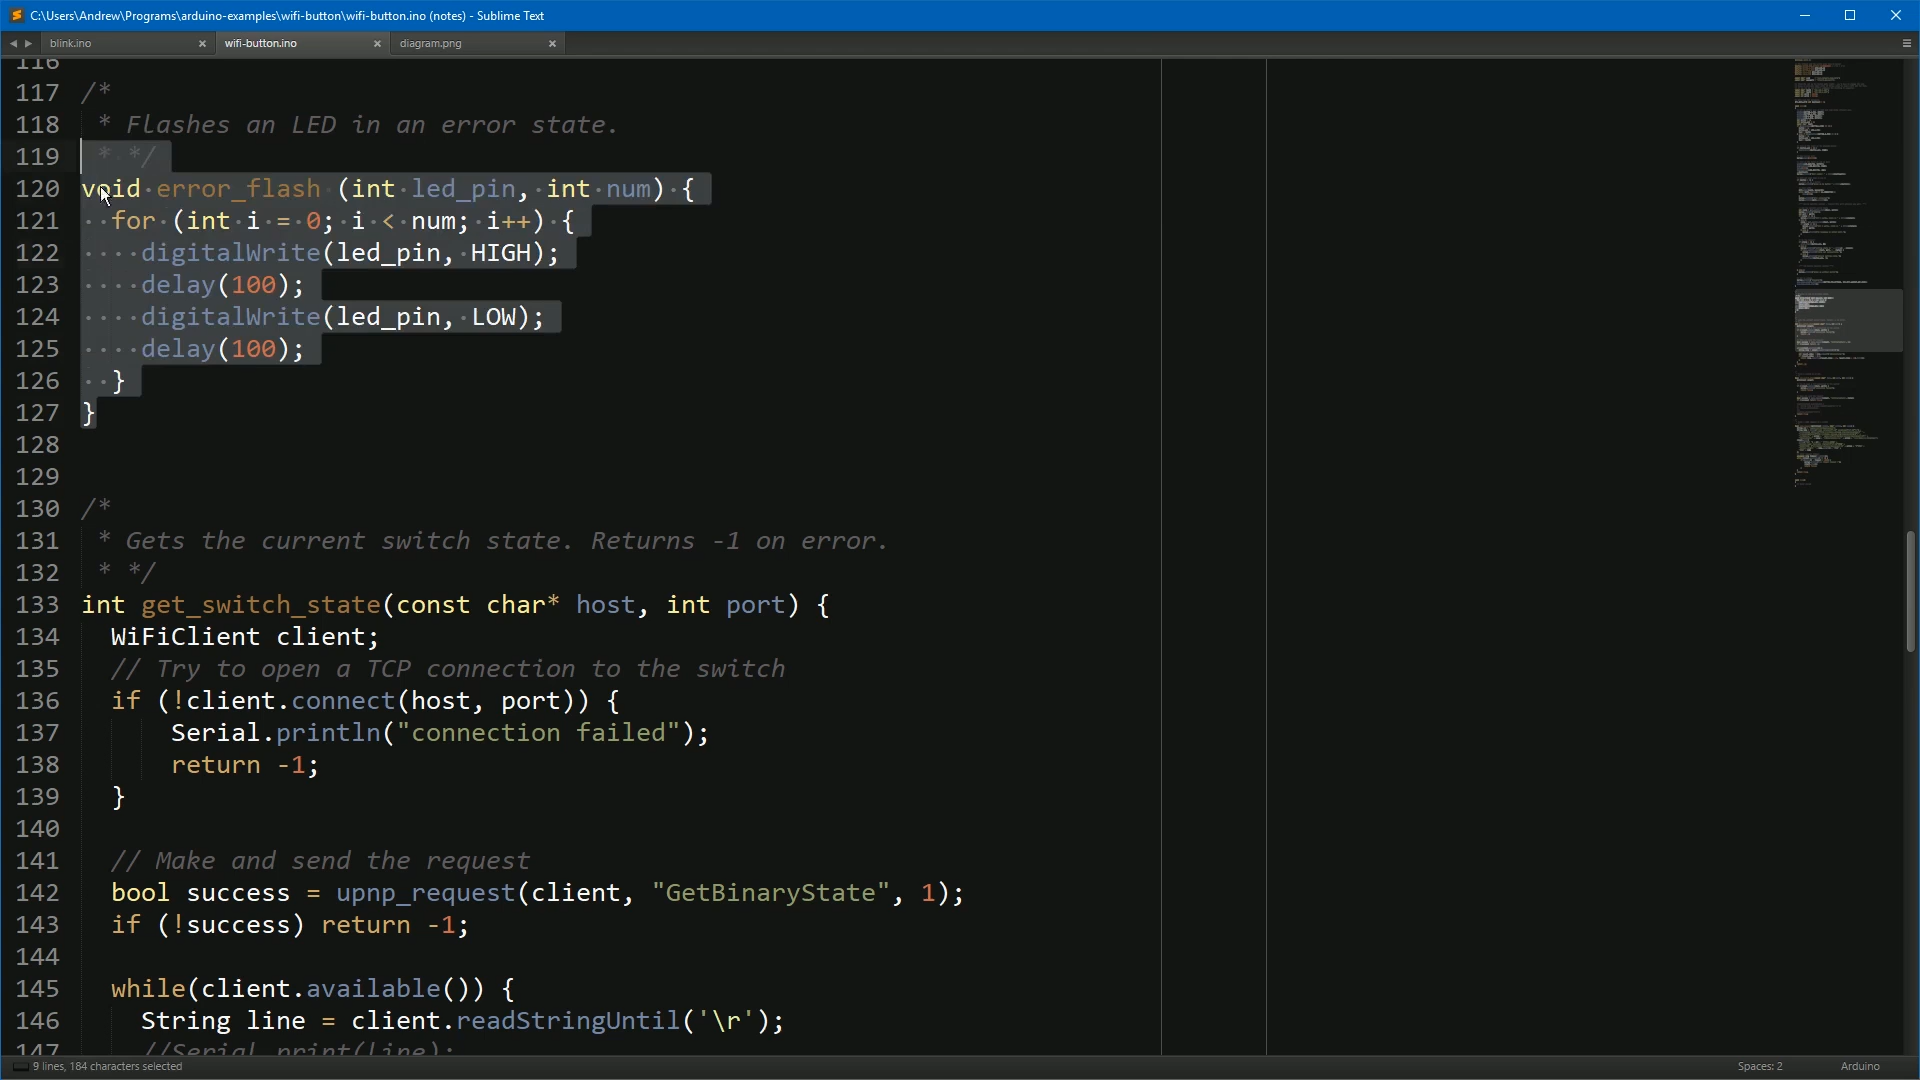 C:\Users\Andrew\Programs\arduino-examples\wifi-button\wifi-button.ino (notes) - Sublime Text
blink.ino
wifi-button.ino
diagram.png
116
117 /*
118 * Flashes an LED in an error state.
119 * */
120 void error_flash (int led_pin, int num) {
121 for (int i = 0; i < num; i++) {
122 digitalWrite(led_pin, HIGH);
123 delay(100);
124 digitalWrite(led_pin, LOW);
125 delay(100);
126 }
127 }
128
129
130 /*
131 * Gets the current switch state. Returns -1 on error.
132 * */
133 int get_switch_state(const char* host, int port) {
134 WiFiClient client;
135 // Try to open a TCP connection to the switch
136 if (!client.connect(host, port)) {
137 Serial.println("connection failed");
138 return -1;
139 }
140
141 // Make and send the request
142 bool success = upnp_request(client, "GetBinaryState", 1);
143 if (!success) return -1;
144
145 while(client.available()) {
146 String line = client.readStringUntil('\r');
147 //Serial.print(line);
9 lines, 184 characters selected
Spaces: 2
Arduino